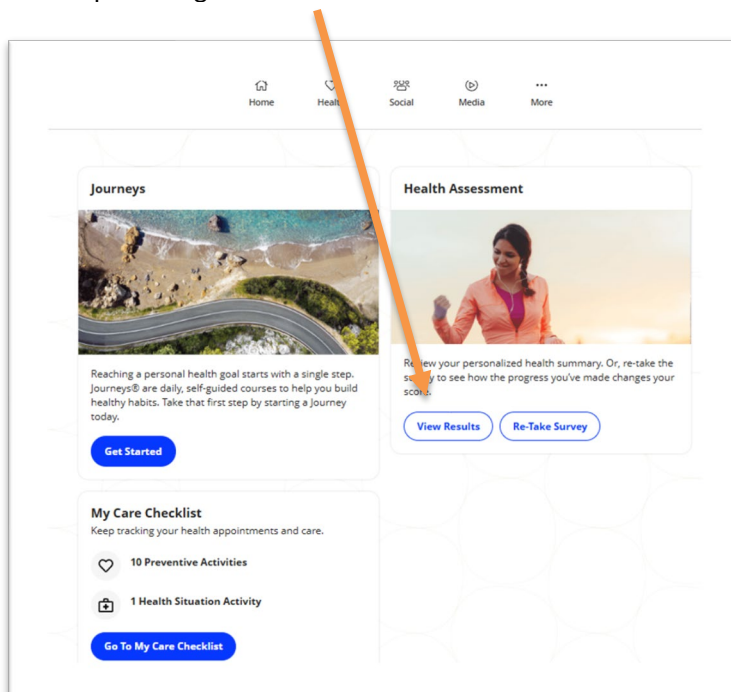 Home Health Social Media More
Journeys
Reaching a personal health goal starts with a single step.
Journeys® are daily, self-guided courses to help you build
healthy habits. Take that first step by starting a Journey
today.
Get Started
Health Assessment
Review your personalized health summary. Or, re-take the
survey to see how the progress you've made changes your
score.
View Results Re-Take Survey
My Care Checklist
Keep tracking your health appointments and care.
10 Preventive Activities
1 Health Situation Activity
Go To My Care Checklist